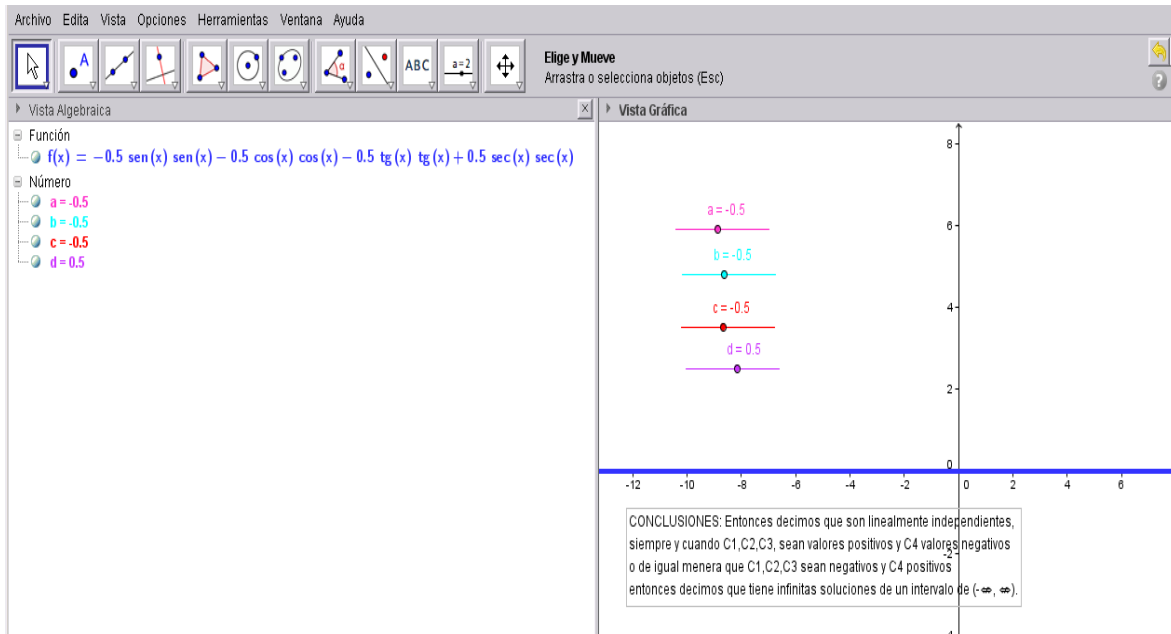 Archivo Edita Vista Opciones Herramientas Ventana Ayuda
A
α
ABC
a=2
Elige y Mueve
Arrastra o selecciona objetos (Esc)
?
Vista Algebraica
X
Vista Gráfica
Función
f(x) = −0.5 sen(x) sen(x) − 0.5 cos(x) cos(x) − 0.5 tg(x) tg(x) + 0.5 sec(x) sec(x)
Número
a = -0.5
b = -0.5
c = -0.5
d = 0.5
a = -0.5
b = -0.5
c = -0.5
d = 0.5
8
6
4
2
0
-12 -10 -8 -6 -4 -2 0 2 4 6
-2
-4
CONCLUSIONES: Entonces decimos que son linealmente independientes,
siempre y cuando C1,C2,C3, sean valores positivos y C4 valores negativos
o de igual menera que C1,C2,C3 sean negativos y C4 positivos
entonces decimos que tiene infinitas soluciones de un intervalo de (-∞, ∞).